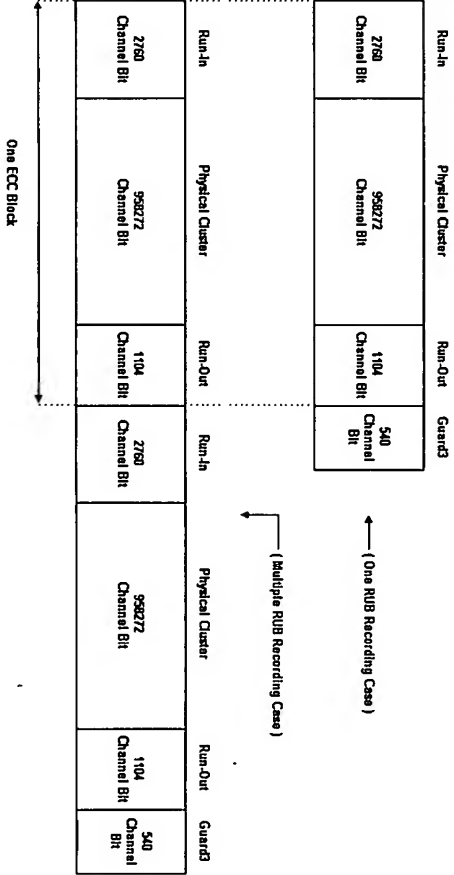 Run-In
Physical Cluster
Run-Out
Guard3
2760
Channel Bit
958272
Channel Bit
1104
Channel Bit
540
Channel
Bit
( One RUB Recording Case )
( Multiple RUB Recording Case )
Run-In
Physical Cluster
Run-Out
Run-In
Physical Cluster
Run-Out
Guard3
2760
Channel Bit
958272
Channel Bit
1104
Channel Bit
2760
Channel Bit
958272
Channel Bit
1104
Channel Bit
540
Channel
Bit
One ECC Block